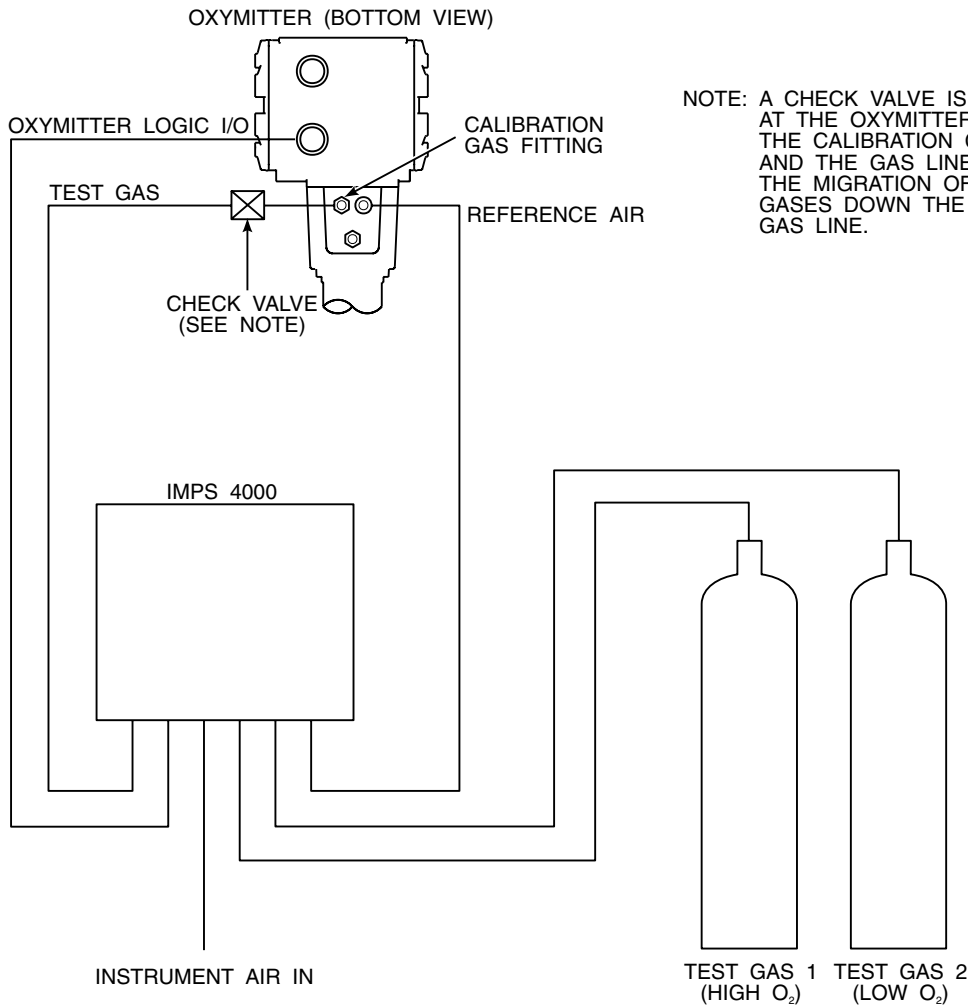 OXYMITTER (BOTTOM VIEW)
NOTE: A CHECK VALVE IS
AT THE OXYMITTER
THE CALIBRATION
AND THE GAS LINE
THE MIGRATION OF
GASES DOWN THE
GAS LINE.
OXYMITTER LOGIC I/O
CALIBRATION
GAS FITTING
TEST GAS
REFERENCE AIR
CHECK VALVE
(SEE NOTE)
IMPS 4000
INSTRUMENT AIR IN
TEST GAS 1
(HIGH O₂)
TEST GAS 2
(LOW O₂)